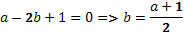 a − 2b + 1 = 0 => b = (a + 1)/2